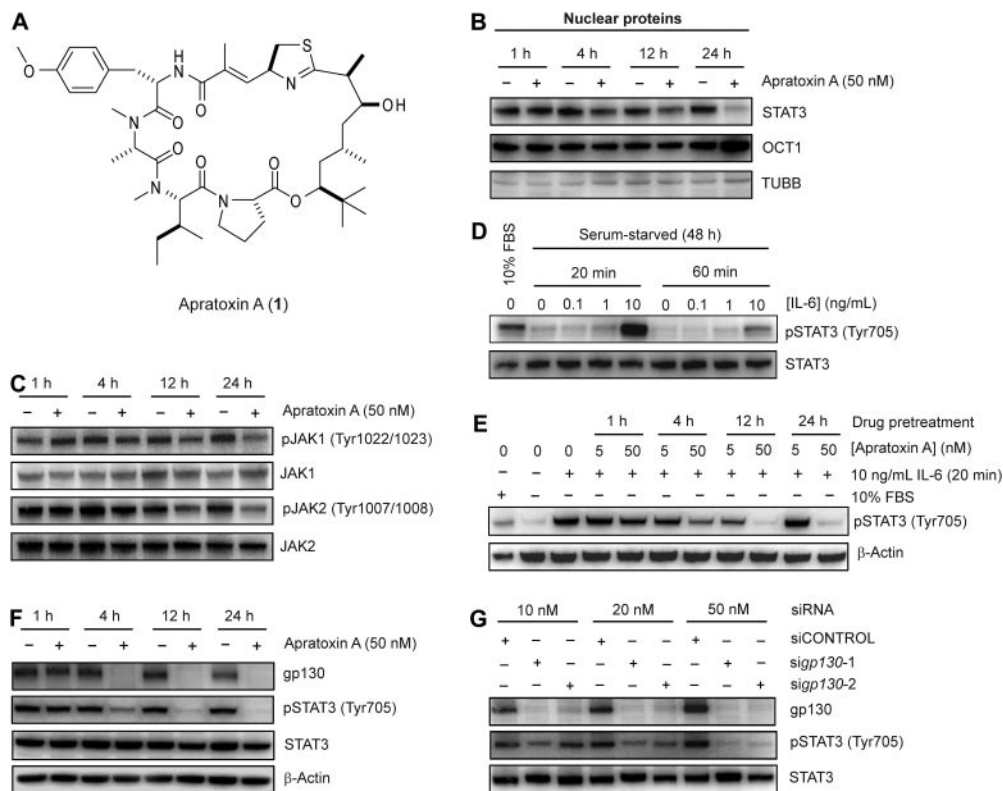 A
O
N
H
O
S
N
OH
N
O
O
N
O
N
O
O
Apratoxin A (1)
B
Nuclear proteins
1 h 4 h 12 h 24 h
– + – + – + – + Apratoxin A (50 nM)
STAT3
OCT1
TUBB
D
10% FBS
Serum-starved (48 h)
20 min 60 min
0 0 0.1 1 10 0 0.1 1 10 [IL-6] (ng/mL)
pSTAT3 (Tyr705)
STAT3
C
1 h 4 h 12 h 24 h
– + – + – + – + Apratoxin A (50 nM)
pJAK1 (Tyr1022/1023)
JAK1
pJAK2 (Tyr1007/1008)
JAK2
E
1 h 4 h 12 h 24 h Drug pretreatment
0 0 0 5 50 5 50 5 50 5 50 [Apratoxin A] (nM)
– – + + + + + + + + + 10 ng/mL IL-6 (20 min)
+ – – 10% FBS
pSTAT3 (Tyr705)
β-Actin
F
1 h 4 h 12 h 24 h
– + – + – + – + Apratoxin A (50 nM)
gp130
pSTAT3 (Tyr705)
STAT3
β-Actin
G
10 nM 20 nM 50 nM siRNA
+ – – + – – + – – siCONTROL
– + – – + – – + – sigp130-1
– – + – – + – – + sigp130-2
gp130
pSTAT3 (Tyr705)
STAT3